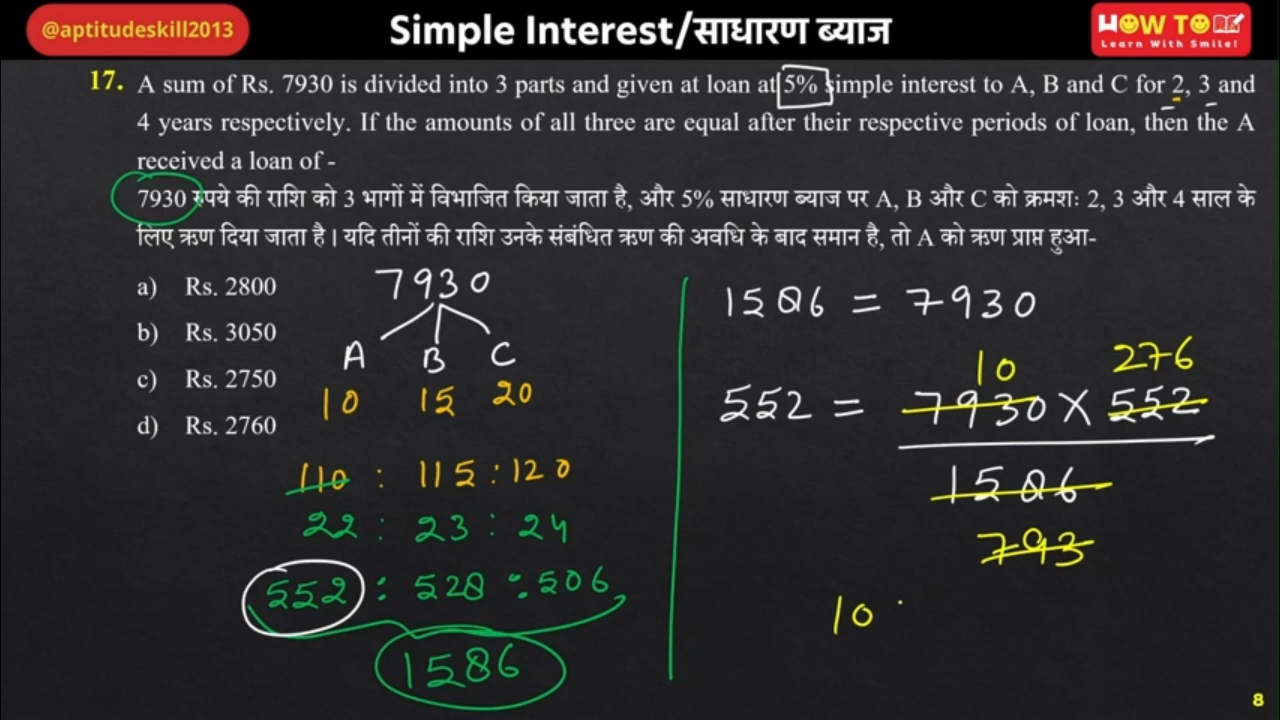 @aptitudeskill2013
Simple Interest/साधारण ब्याज
HOW TO
Learn With Smile!
17. A sum of Rs. 7930 is divided into 3 parts and given at loan at 5% simple interest to A, B and C for 2, 3 and
4 years respectively. If the amounts of all three are equal after their respective periods of loan, then the A
received a loan of -
7930 रुपये की राशि को 3 भागों में विभाजित किया जाता है, और 5% साधारण ब्याज पर A, B और C को क्रमशः 2, 3 और 4 साल के
लिए ऋण दिया जाता है। यदि तीनों की राशि उनके संबंधित ऋण की अवधि के बाद समान है, तो A को ऋण प्राप्त हुआ-
a) Rs. 2800
b) Rs. 3050
c) Rs. 2750
d) Rs. 2760
7930
A B C
10 15 20
110 : 115 : 120
22 : 23 : 24
552 : 528 : 506
1586
1586 = 7930
10 276
552 = 7930 X 552
1586
793
10
8